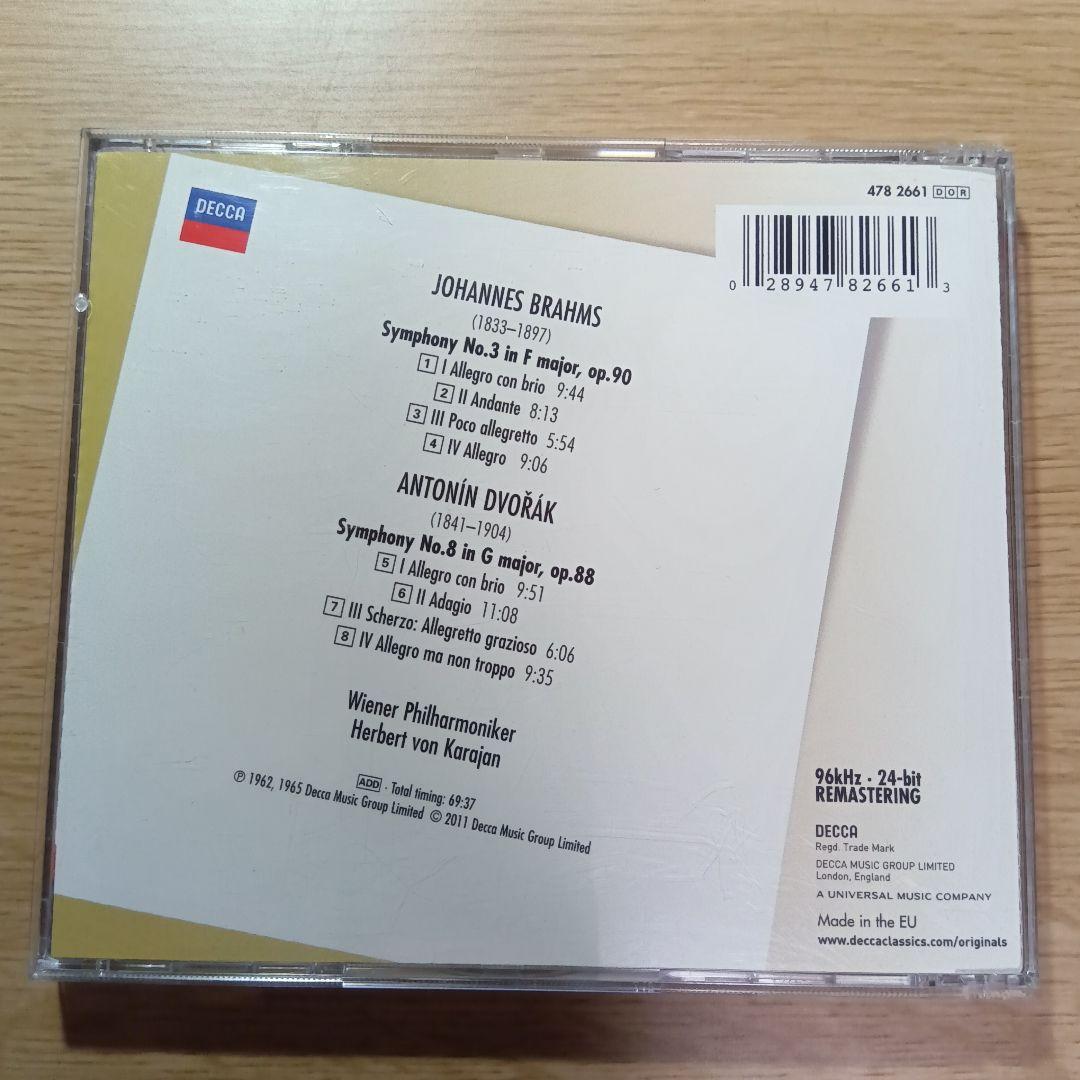 478 2661 DOR
DECCA
0 28947 82661 3
JOHANNES BRAHMS
(1833–1897)
Symphony No.3 in F major, op.90
1 I Allegro con brio 9:44
2 II Andante 8:13
3 III Poco allegretto 5:54
4 IV Allegro 9:06
ANTONÍN DVOŘÁK
(1841–1904)
Symphony No.8 in G major, op.88
5 I Allegro con brio 9:51
6 II Adagio 11:08
7 III Scherzo: Allegretto grazioso 6:06
8 IV Allegro ma non troppo 9:35
Wiener Philharmoniker
Herbert von Karajan
ADD · Total timing: 69:37
℗ 1962, 1965 Decca Music Group Limited © 2011 Decca Music Group Limited
96kHz · 24-bit
REMASTERING
DECCA
Regd. Trade Mark
DECCA MUSIC GROUP LIMITED
London, England
A UNIVERSAL MUSIC COMPANY
Made in the EU
www.deccaclassics.com/originals